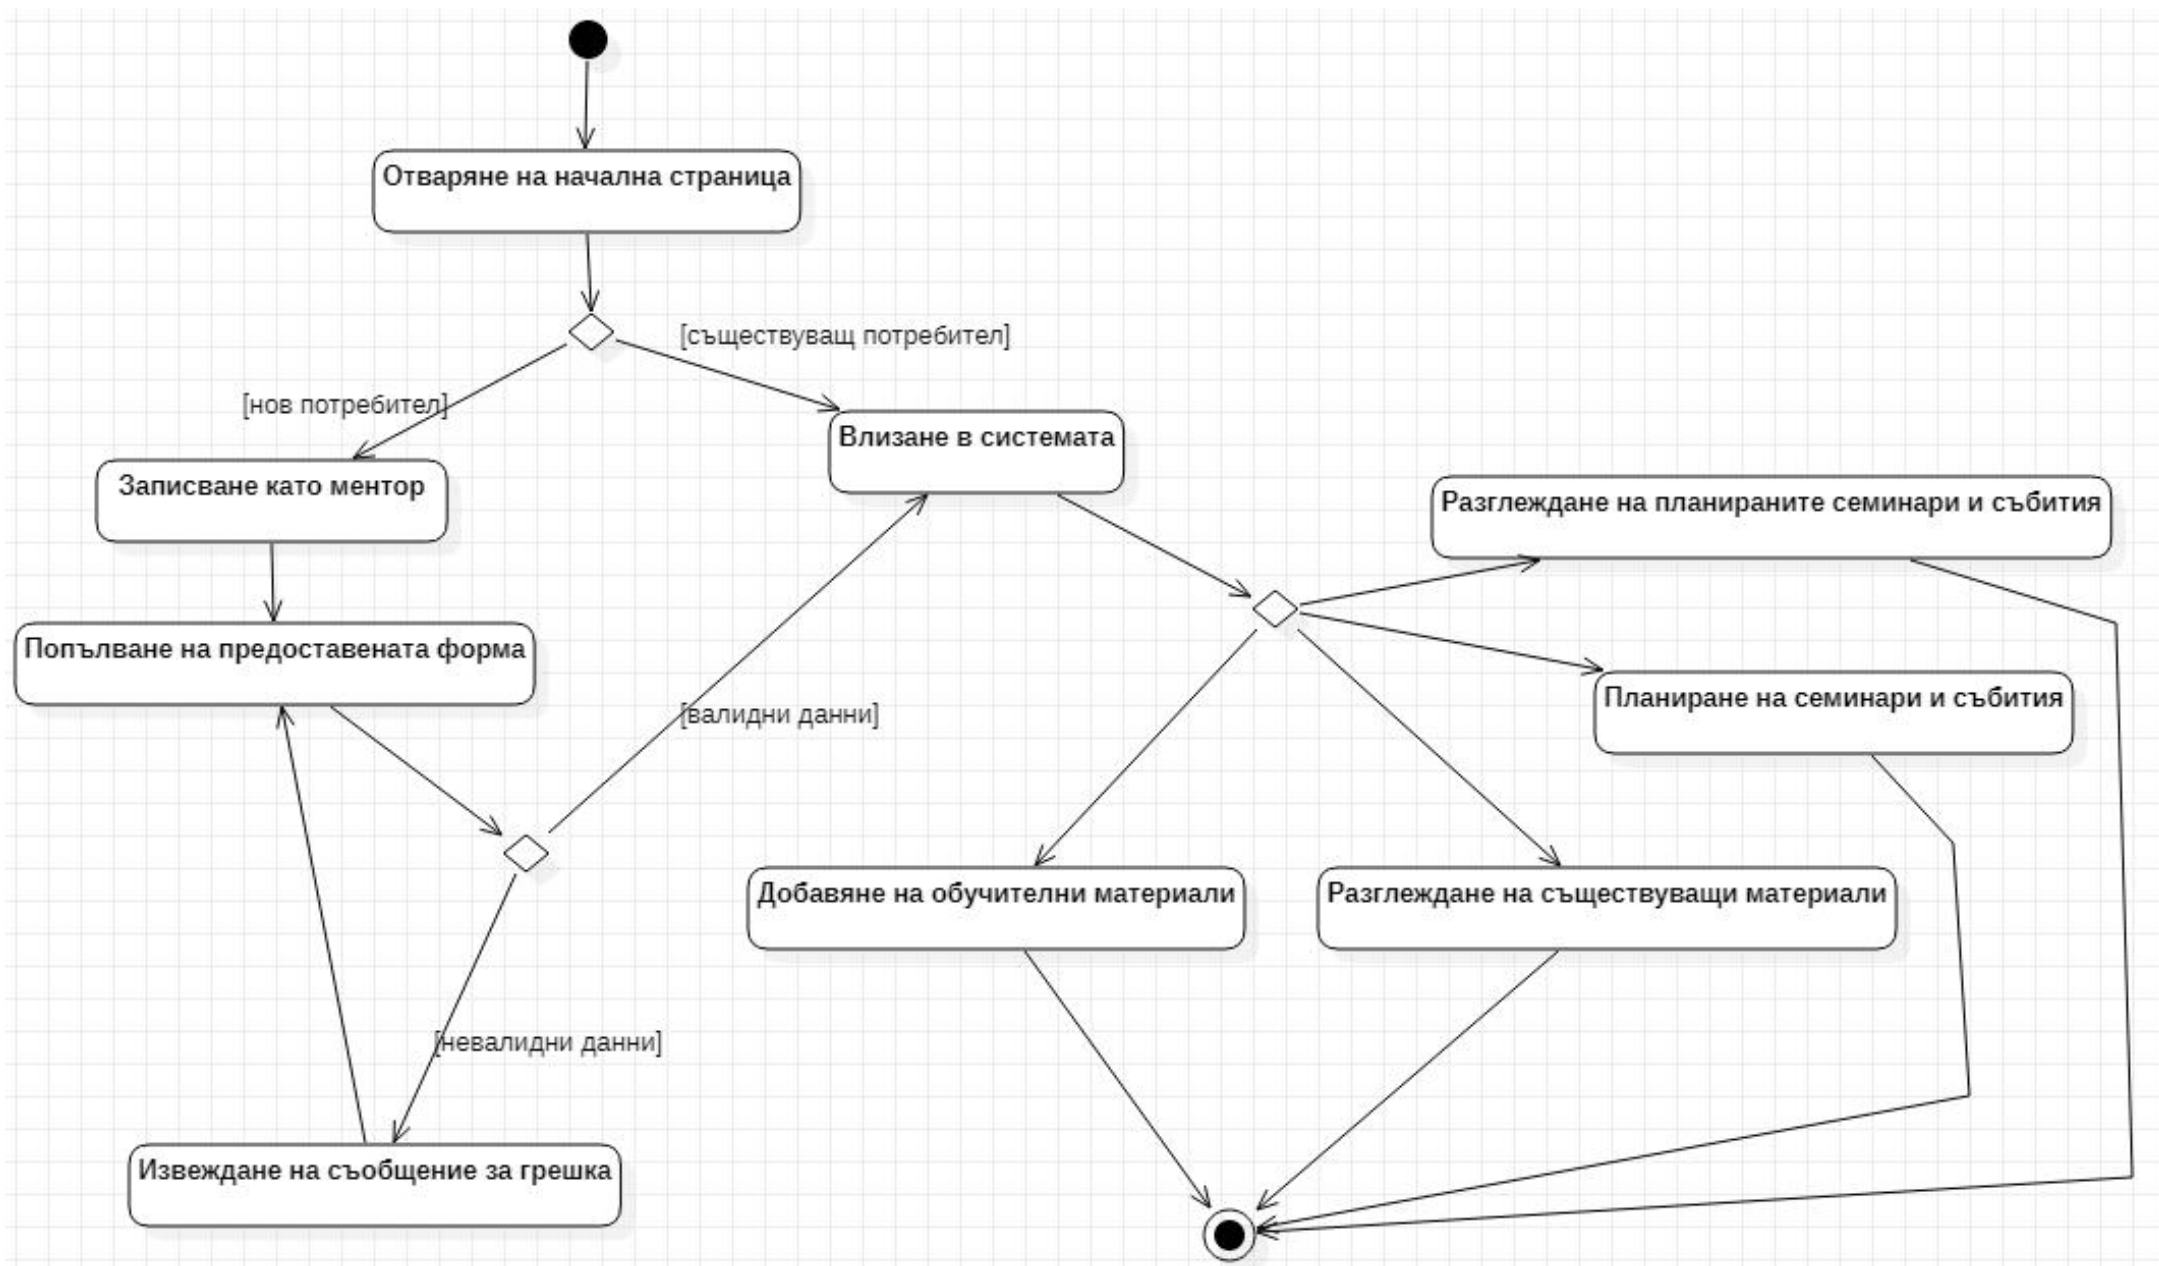 Отваряне на начална страница
[съществуващ потребител]
[нов потребител]
Влизане в системата
Записване като ментор
Разглеждане на планираните семинари и събития
Попълване на предоставената форма
Планиране на семинари и събития
[валидни данни]
Добавяне на обучителни материали
Разглеждане на съществуващи материали
[невалидни данни]
Извеждане на съобщение за грешка